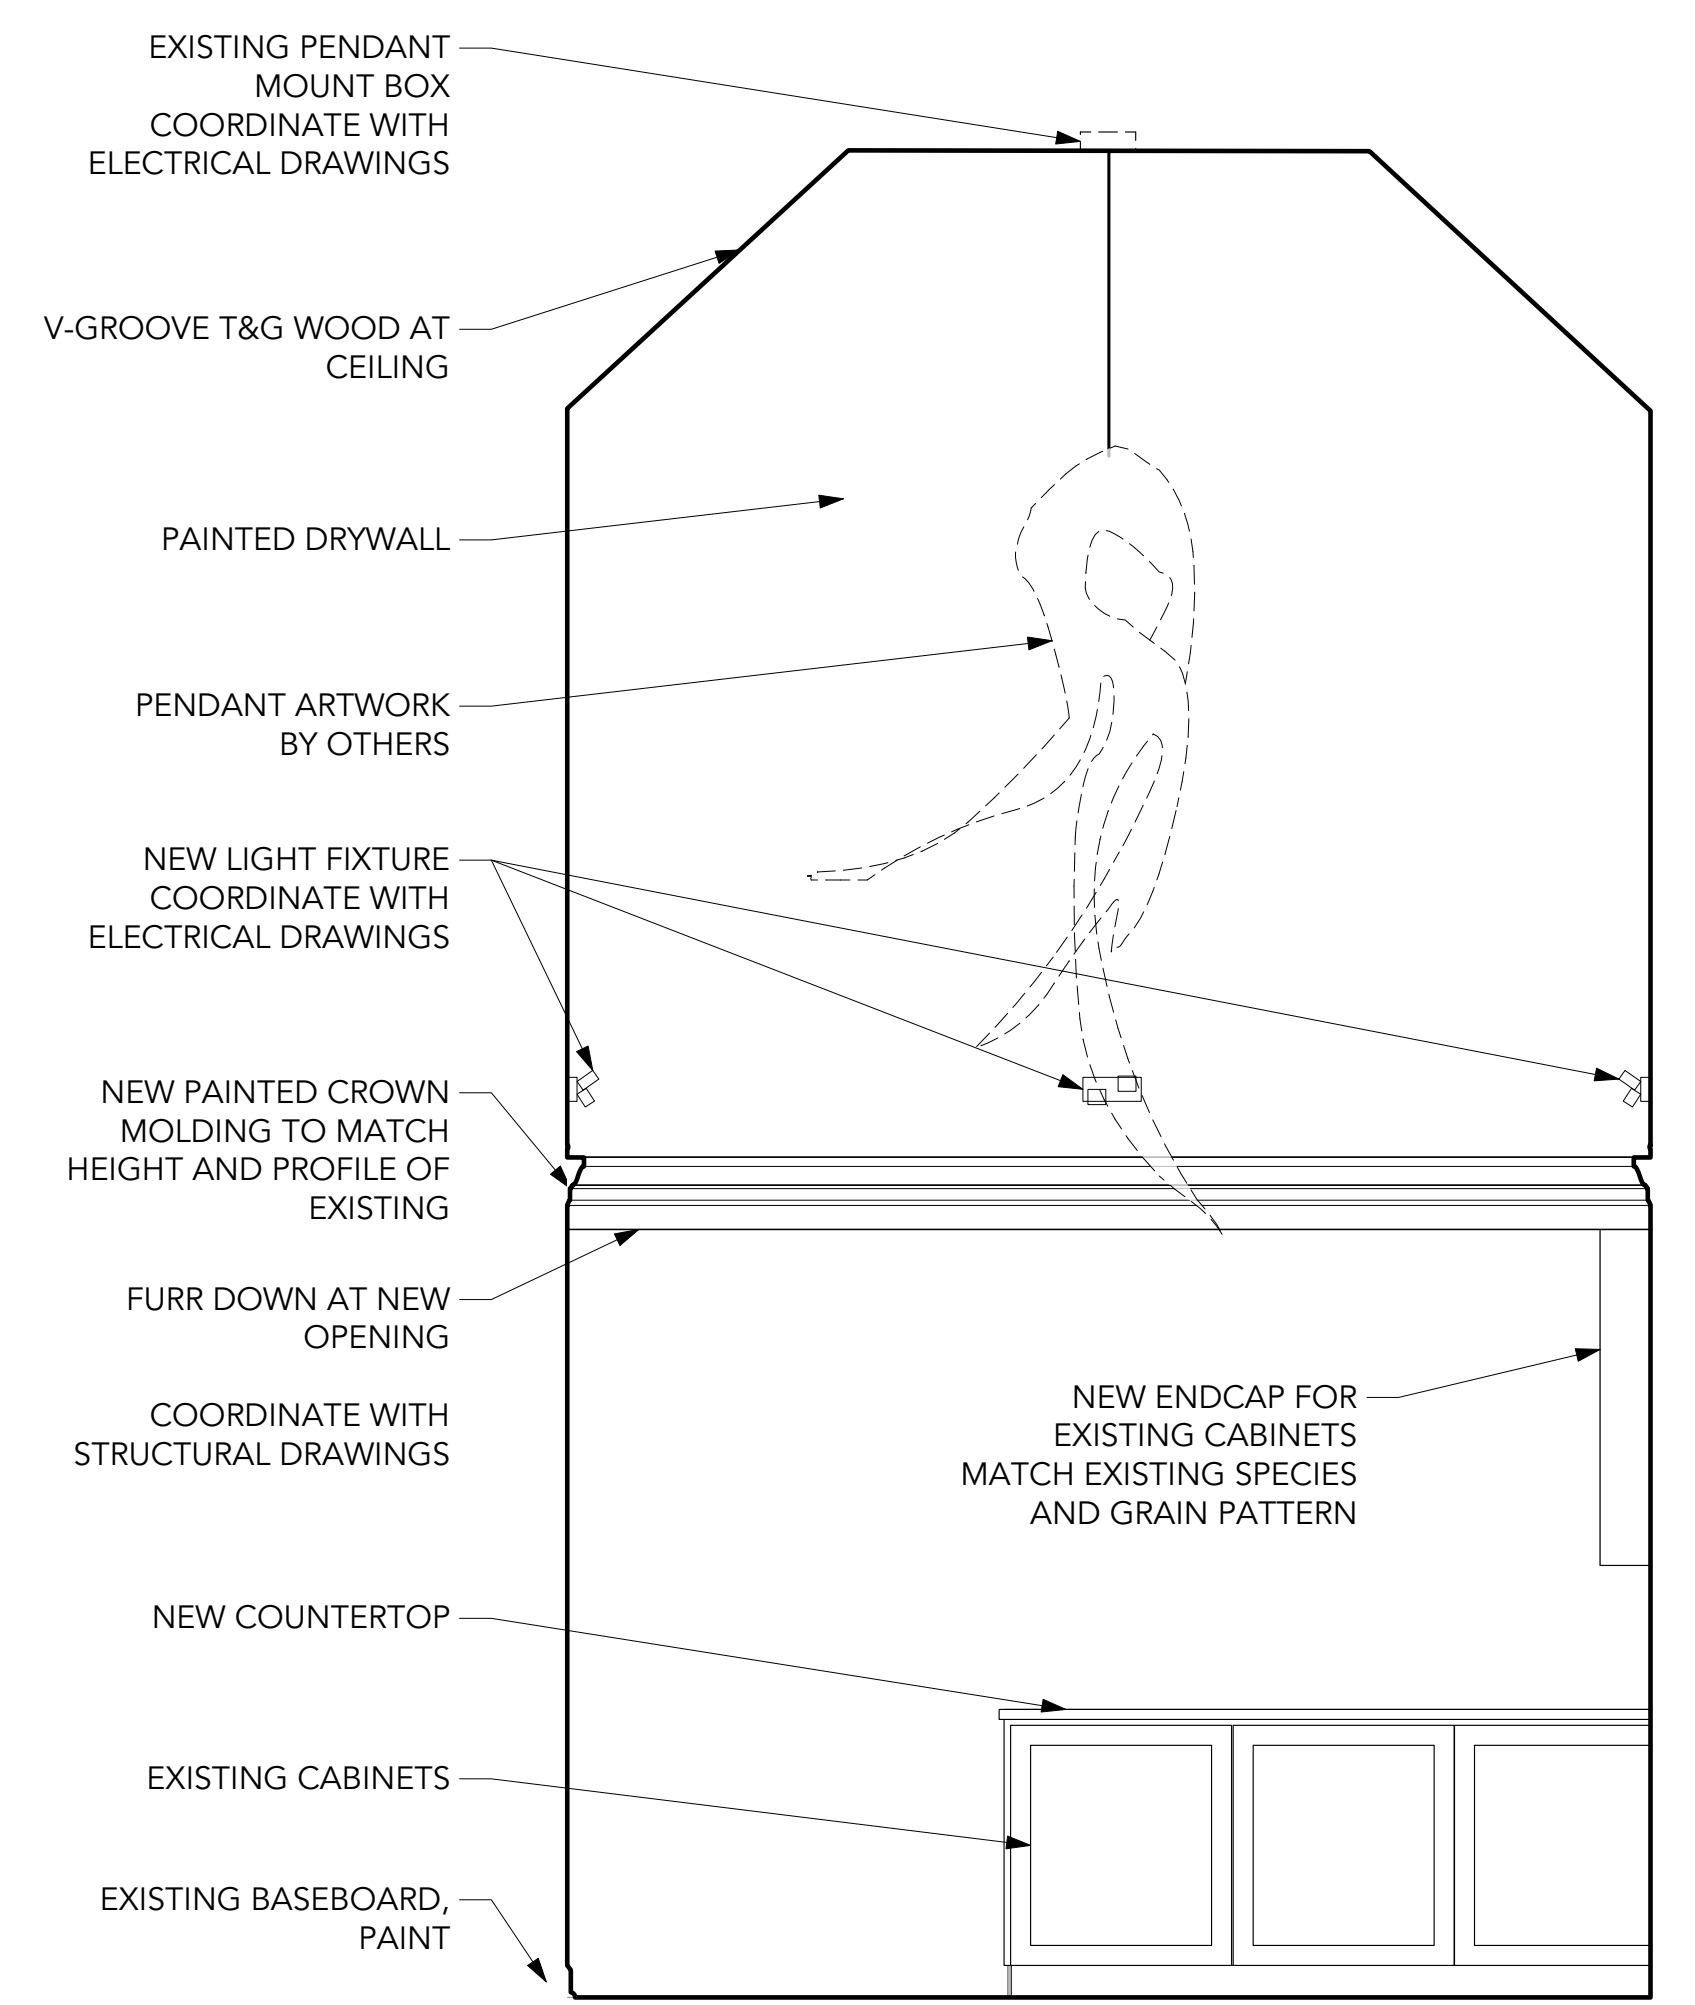 EXISTING PENDANT
MOUNT BOX
COORDINATE WITH
ELECTRICAL DRAWINGS
V-GROOVE T&G WOOD AT
CEILING
PAINTED DRYWALL
PENDANT ARTWORK
BY OTHERS
NEW LIGHT FIXTURE
COORDINATE WITH
ELECTRICAL DRAWINGS
NEW PAINTED CROWN
MOLDING TO MATCH
HEIGHT AND PROFILE OF
EXISTING
FURR DOWN AT NEW
OPENING
COORDINATE WITH
STRUCTURAL DRAWINGS
NEW ENDCAP FOR
EXISTING CABINETS
MATCH EXISTING SPECIES
AND GRAIN PATTERN
NEW COUNTERTOP
EXISTING CABINETS
EXISTING BASEBOARD,
PAINT